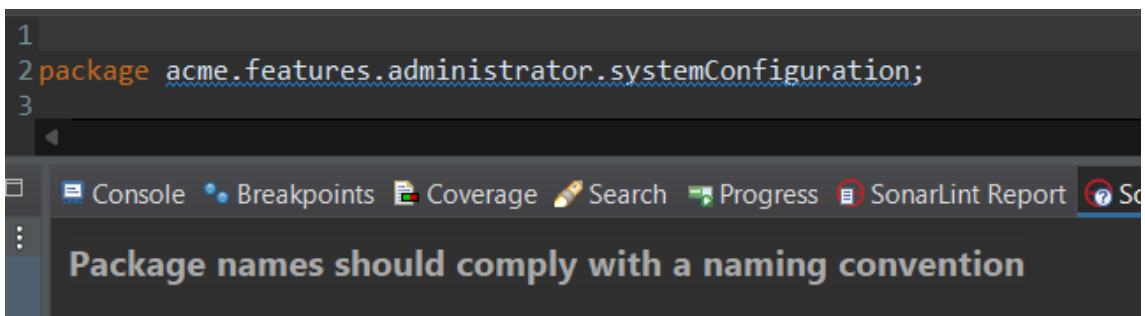 1
2 package acme.features.administrator.systemConfiguration;
3
Console Breakpoints Coverage Search Progress SonarLint Report
Package names should comply with a naming convention